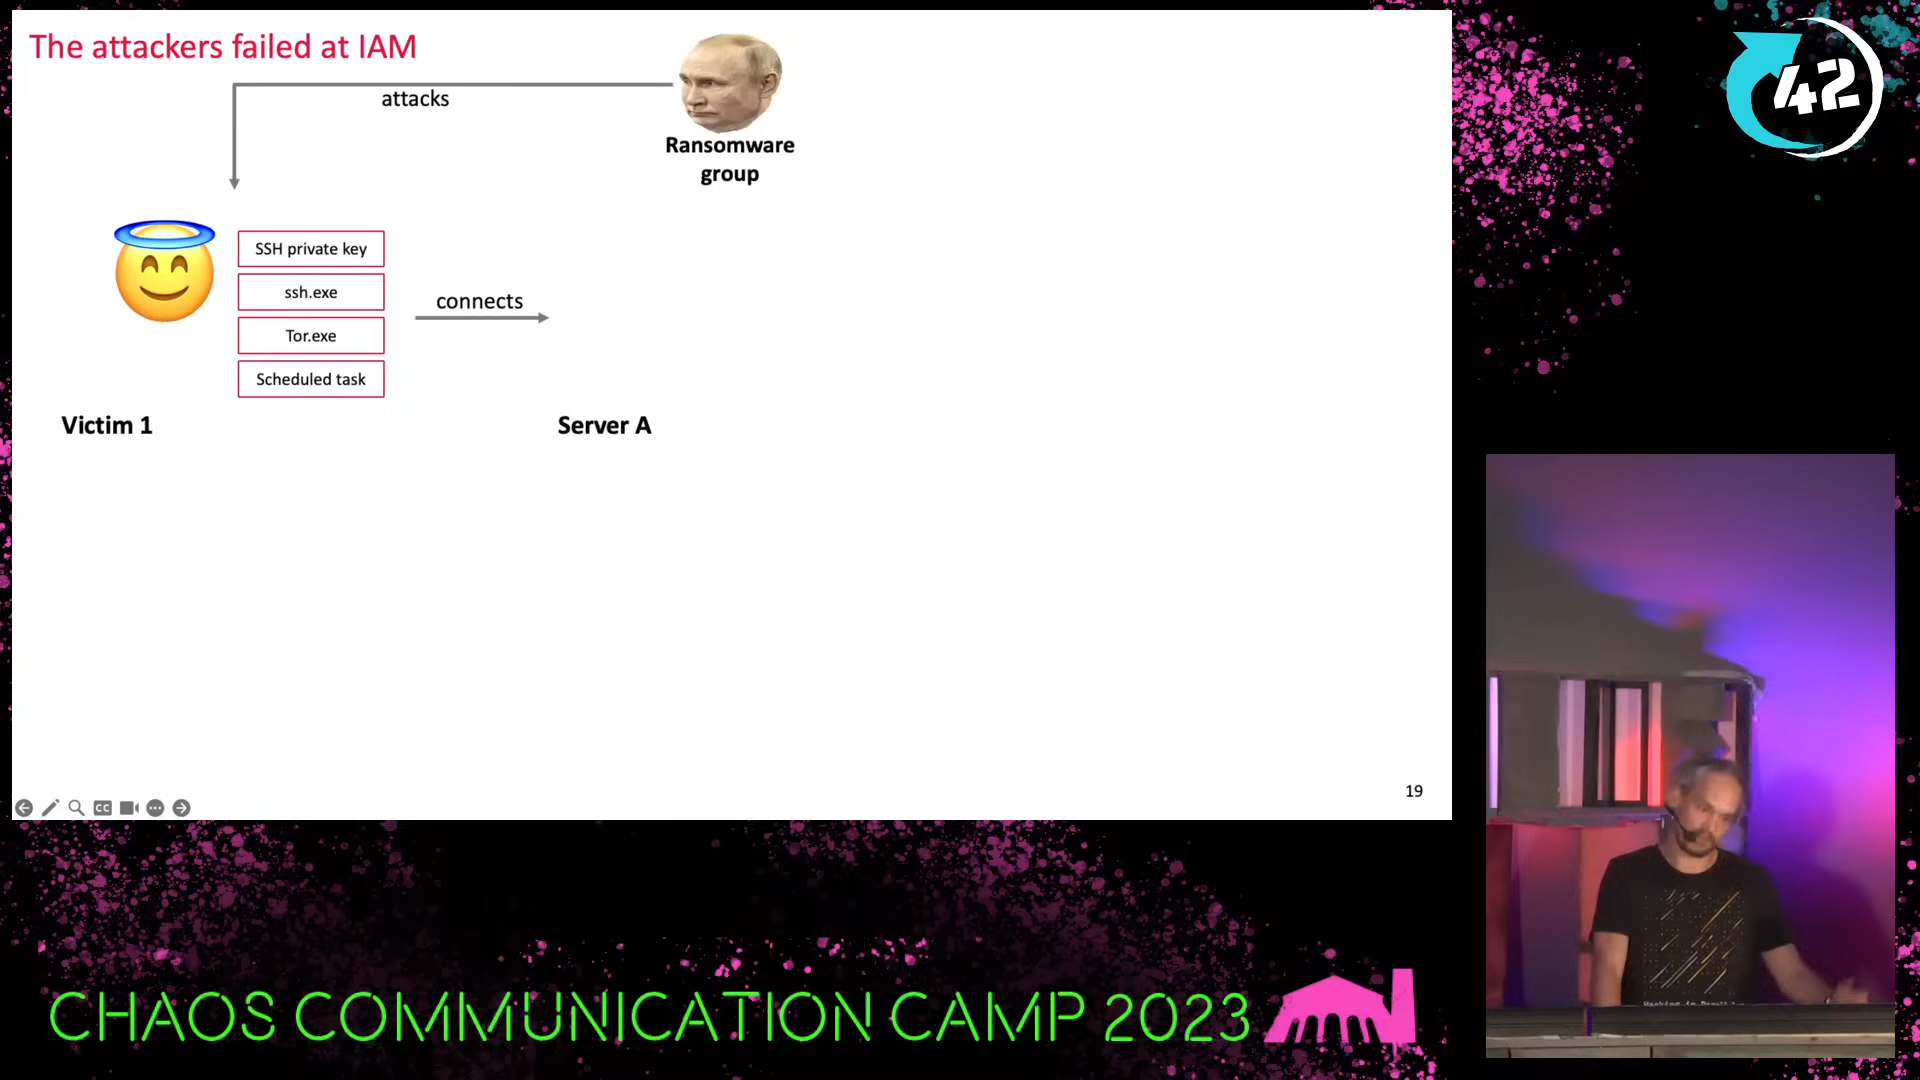 The attackers failed at IAM
attacks
Ransomware
group
SSH private key
ssh.exe
connects
Tor.exe
Scheduled task
Victim 1
Server A
CC
19
42
CHAOS COMMUNICATION CAMP 2023